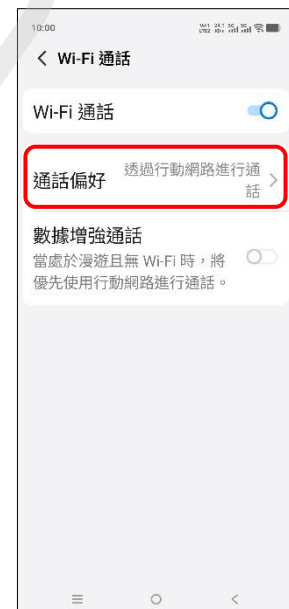 10:00
Wi-Fi 通話
Wi-Fi 通話
通話偏好
透過行動網路進行通
話
數據增強通話
當處於漫遊且無 Wi-Fi 時，將
優先使用行動網路進行通話。